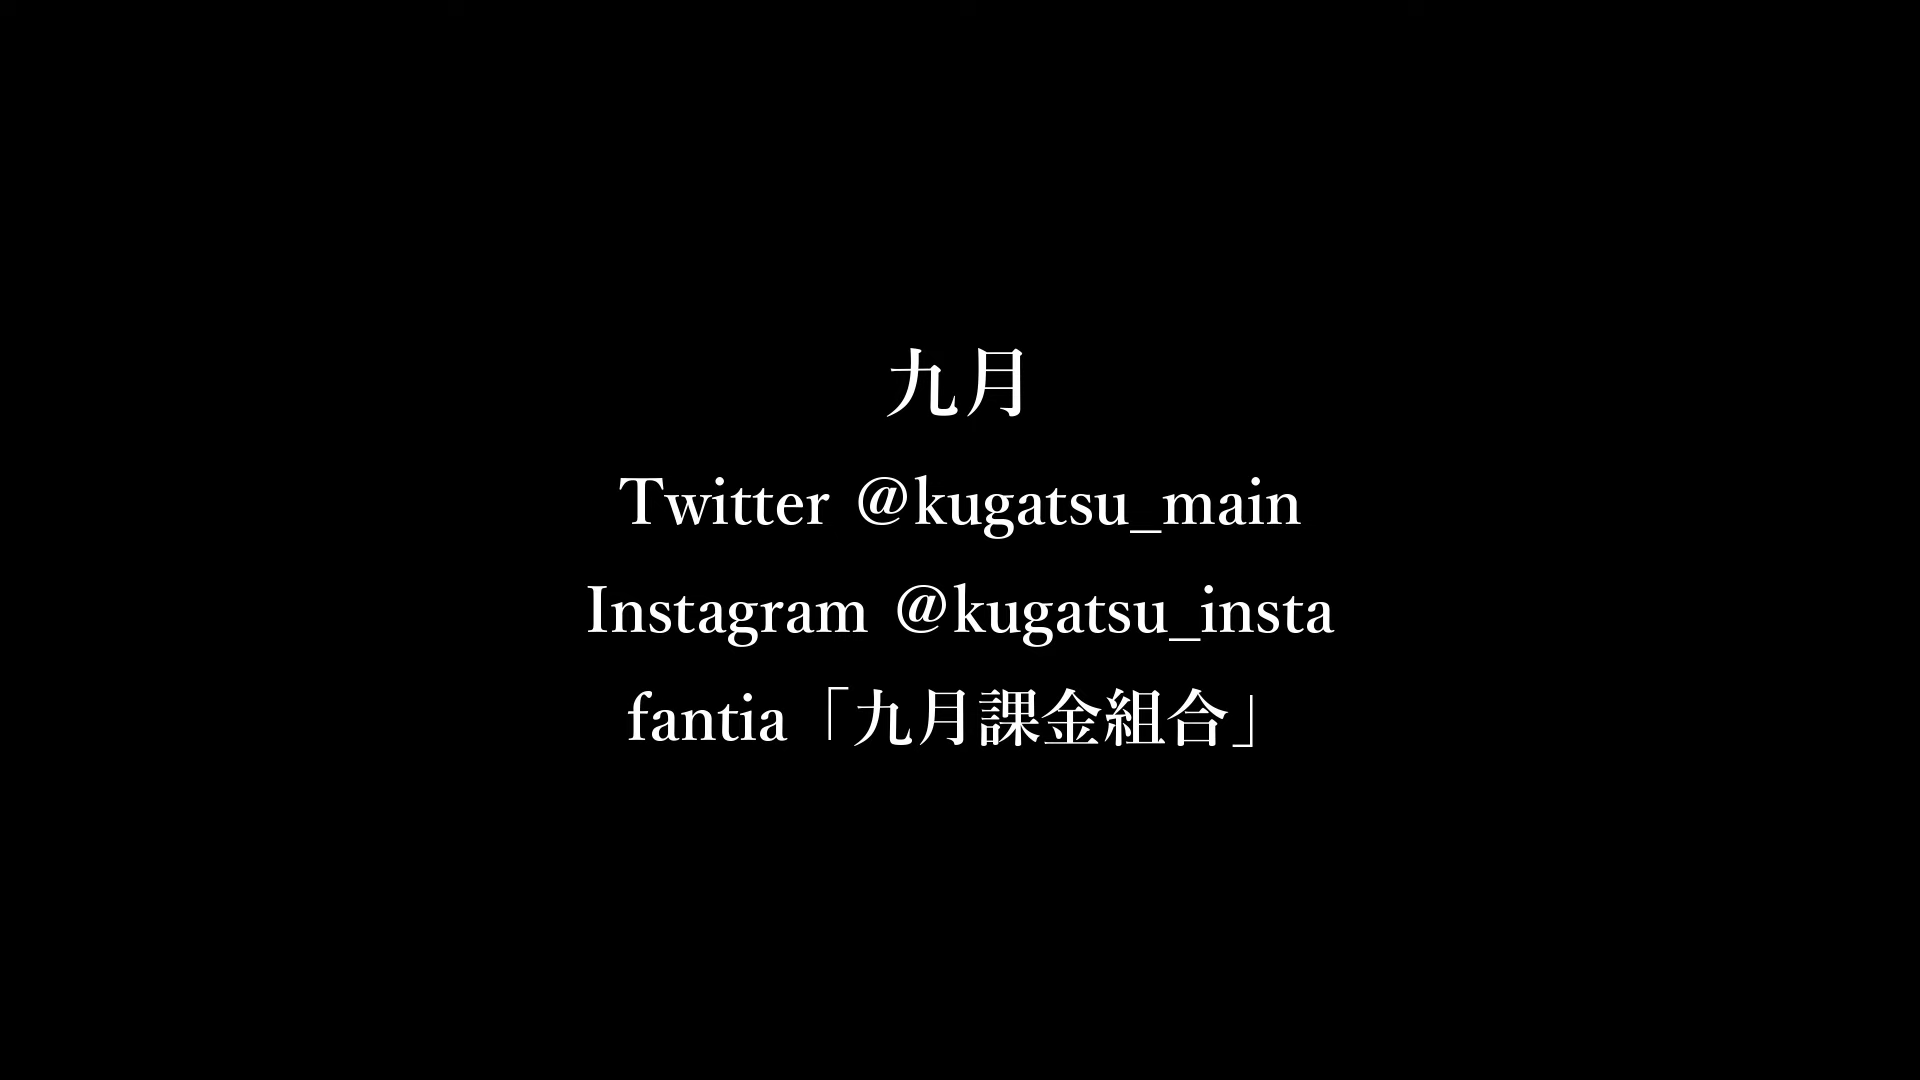 九月
Twitter @kugatsu_main
Instagram @kugatsu_insta
fantia「九月課金組合」